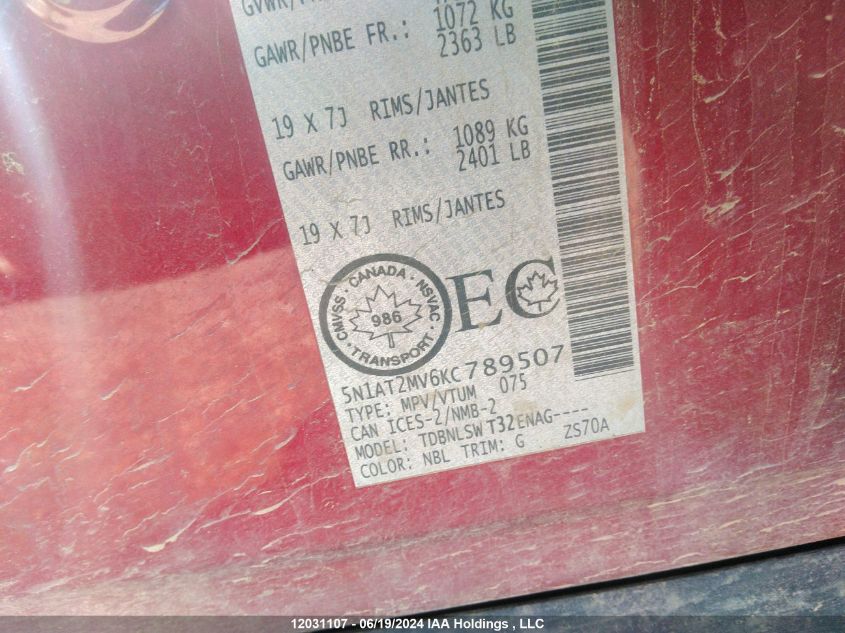 GAWR/PNBE FR.: 1072 KG
2363 LB
19 X 7J RIMS/JANTES
GAWR/PNBE RR.: 1089 KG
2401 LB
19 X 7J RIMS/JANTES
CMVSS · CANADA · NSVAC
986
· TRANSPORT ·
EC
5N1AT2MV6KC789507
TYPE: MPV/VTUM 075
CAN ICES-2/NMB-2
MODEL: TDBNLSWT32ENAG----
COLOR: NBL TRIM: G ZS70A
12031107 - 06/19/2024 IAA Holdings , LLC